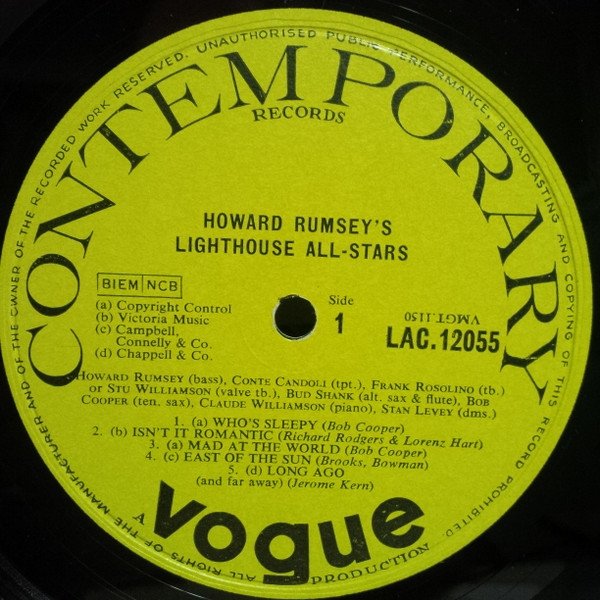 ALL RIGHTS OF THE MANUFACTURER AND OF THE OWNER OF THE RECORDED WORK RESERVED. UNAUTHORISED PUBLIC PERFORMANCE, BROADCASTING AND COPYING OF THIS RECORD PROHIBITED.
CONTEMPORARY
RECORDS
HOWARD RUMSEY'S
LIGHTHOUSE ALL-STARS
BIEM NCB
(a) Copyright Control
(b) Victoria Music
(c) Campbell,
Connelly & Co.
(d) Chappell & Co.
Side
1
VMGT.1150
LAC.12055
HOWARD RUMSEY (bass), CONTE CANDOLI (tpt.), FRANK ROSOLINO (tb.)
or STU WILLIAMSON (valve tb.), BUD SHANK (alt. sax & flute), BOB
COOPER (ten. sax), CLAUDE WILLIAMSON (piano), STAN LEVEY (dms.)
1. (a) WHO'S SLEEPY (Bob Cooper)
2. (b) ISN'T IT ROMANTIC (Richard Rodgers & Lorenz Hart)
3. (a) MAD AT THE WORLD (Bob Cooper)
4. (c) EAST OF THE SUN (Brooks, Bowman)
5. (d) LONG AGO
(and far away) (Jerome Kern)
A
vogue
PRODUCTION